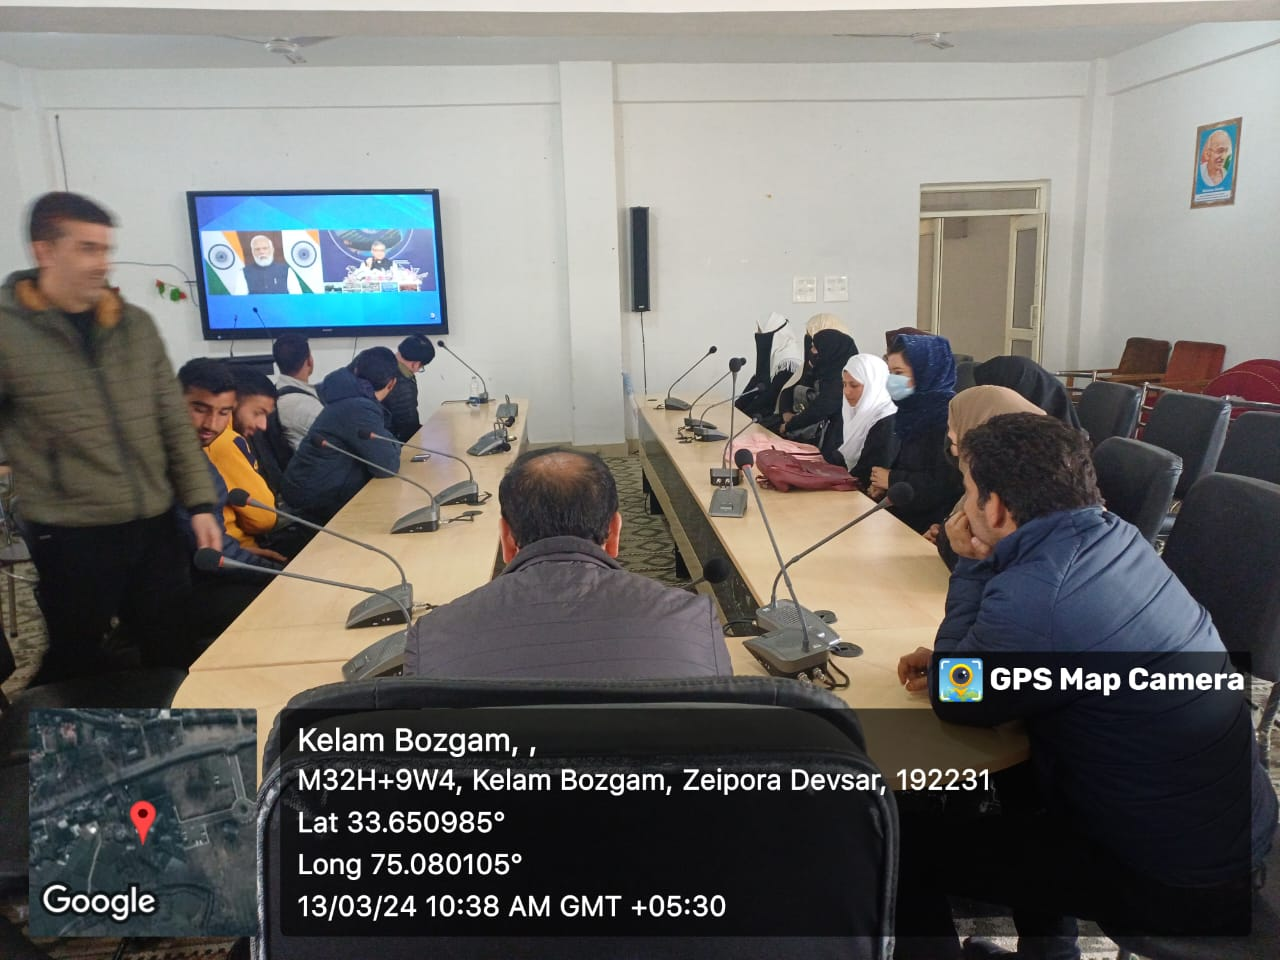 GPS Map Camera
Kelam Bozgam, ,
M32H+9W4, Kelam Bozgam, Zeipora Devsar, 192231
Lat 33.650985°
Long 75.080105°
13/03/24 10:38 AM GMT +05:30
Google